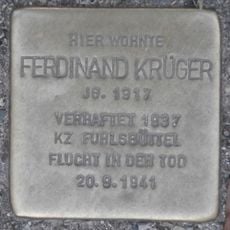 HIER WOHNTE
FERDINAND KRÜGER
JG. 1917
VERHAFTET 1937
KZ FUHLSBÜTTEL
FLUCHT IN DEN TOD
20.9.1941